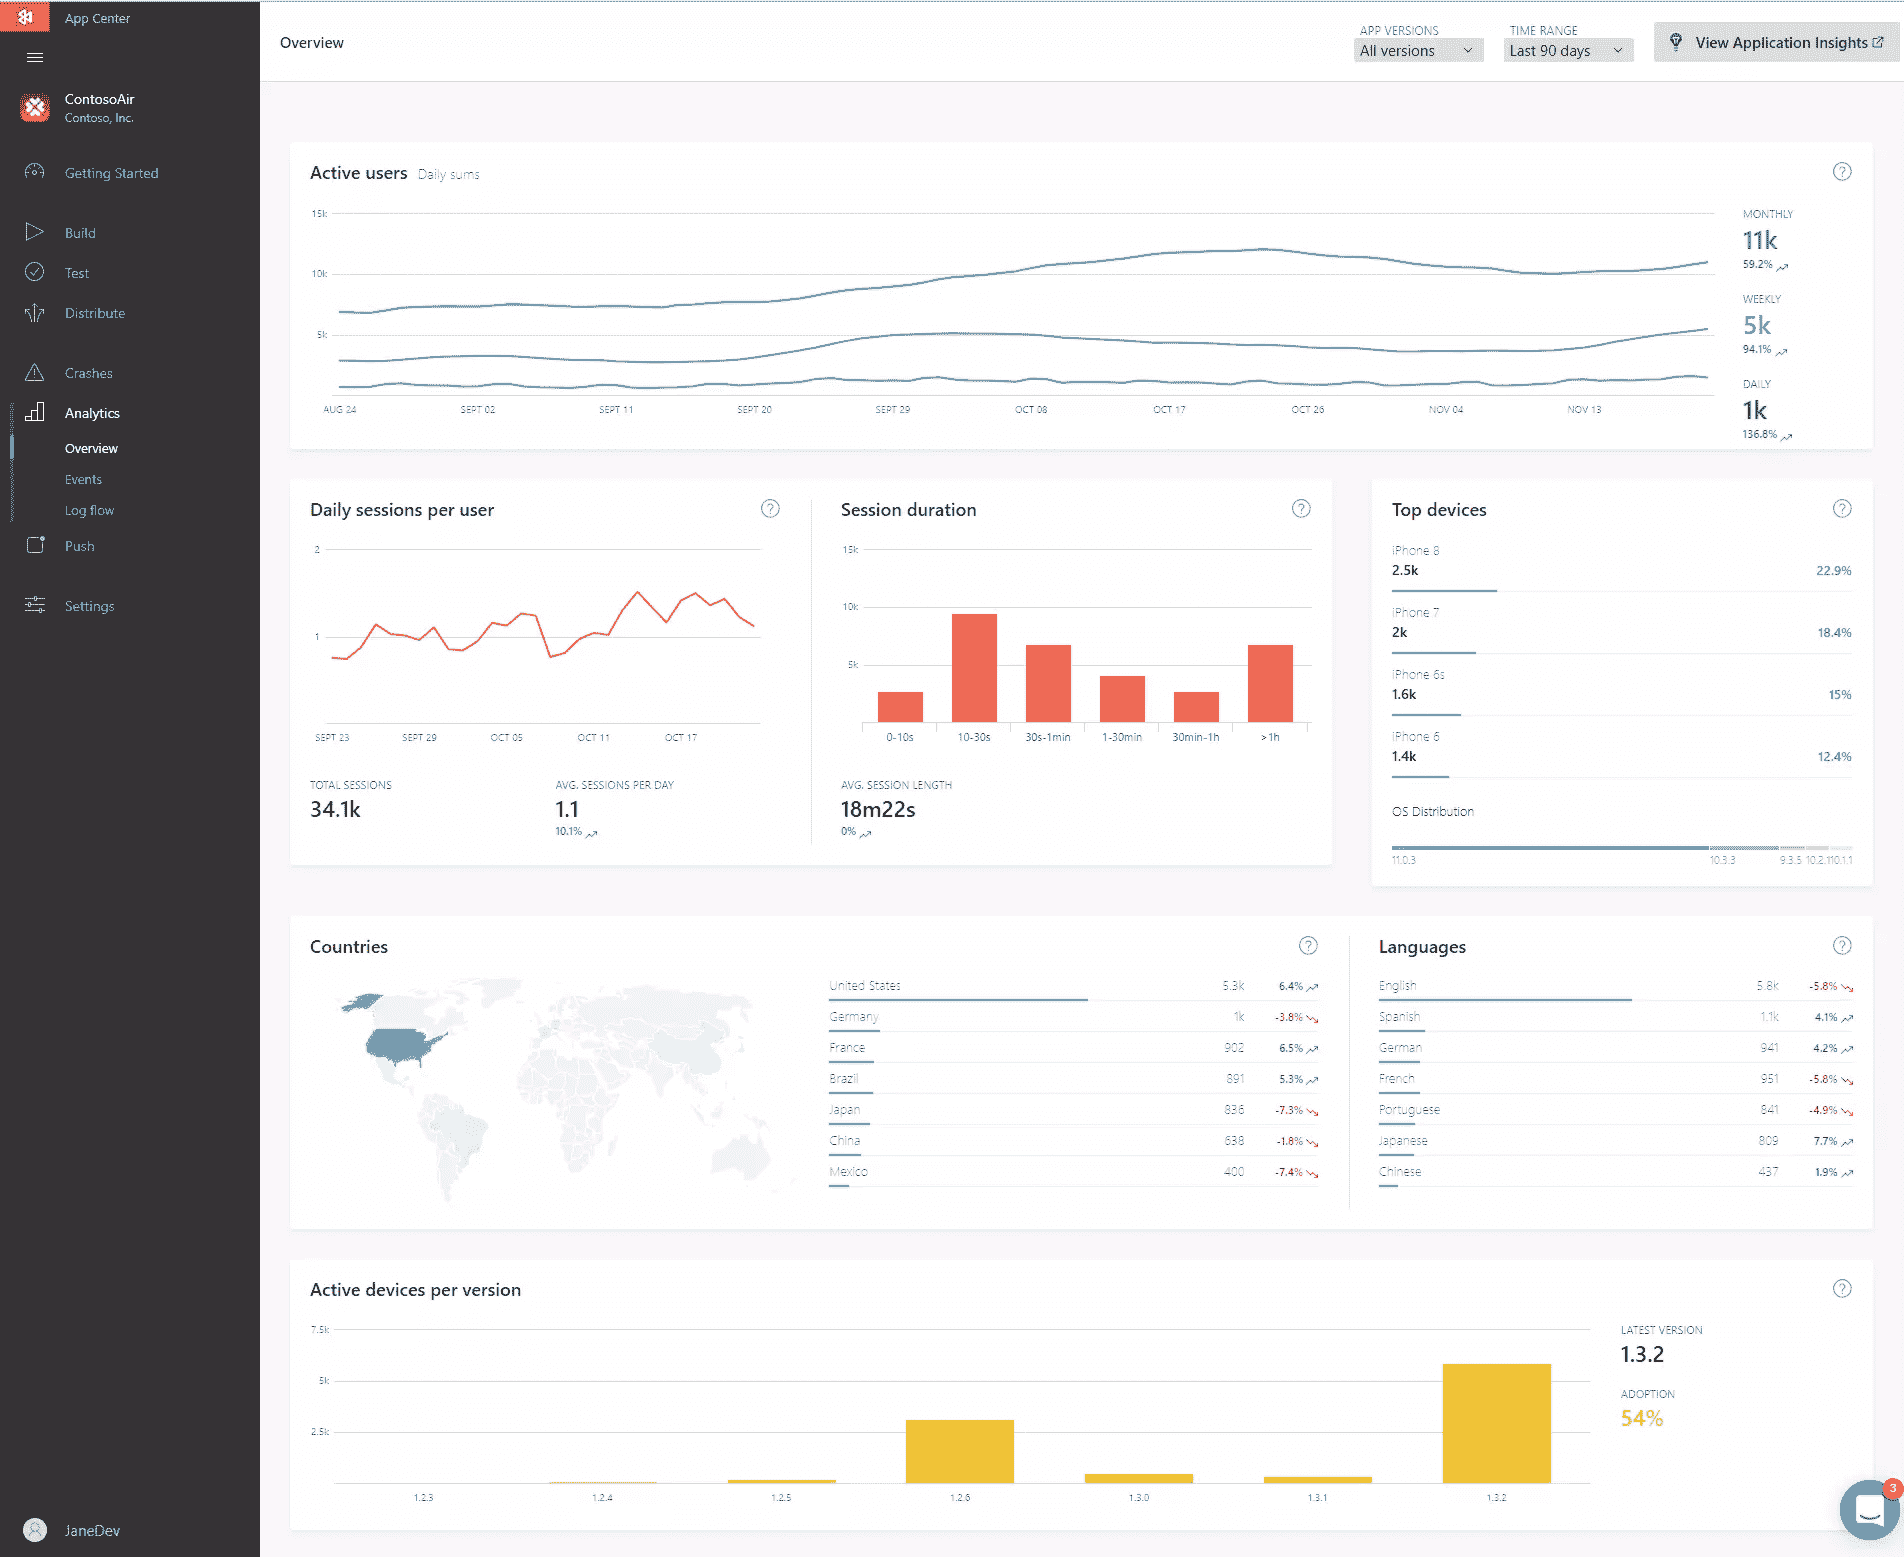 App Center
ContosoAir
Contoso, Inc.
Getting Started
Build
Test
Distribute
Crashes
Analytics
Overview
Events
Log flow
Push
Settings
JaneDev
Overview
APP VERSIONS
All versions
TIME RANGE
Last 90 days
View Application Insights
Active users Daily sums
15k
10k
5k
AUG 24 SEPT 02 SEPT 11 SEPT 20 SEPT 29 OCT 08 OCT 17 OCT 26 NOV 04 NOV 13
MONTHLY
11k
59.2%
WEEKLY
5k
94.1%
DAILY
1k
136.8%
Daily sessions per user
2
1
SEPT 23 SEPT 29 OCT 05 OCT 11 OCT 17
TOTAL SESSIONS
34.1k
AVG. SESSIONS PER DAY
1.1
10.1%
Session duration
15k
10k
5k
0-10s 10-30s 30s-1min 1-30min 30min-1h >1h
AVG. SESSION LENGTH
18m22s
0%
Top devices
iPhone 8
2.5k 22.9%
iPhone 7
2k 18.4%
iPhone 6s
1.6k 15%
iPhone 6
1.4k 12.4%
OS Distribution
11.0.3 10.3.3 9.3.5 10.2.1 10.1.1
Countries
United States 5.3k 6.4%
Germany 1k -3.8%
France 902 6.5%
Brazil 891 5.3%
Japan 836 -7.3%
China 638 -1.8%
Mexico 400 -7.4%
Languages
English 5.8k -5.8%
Spanish 1.1k 4.1%
German 941 4.2%
French 951 -5.8%
Portuguese 841 -4.9%
Japanese 809 7.7%
Chinese 437 1.9%
Active devices per version
7.5k
5k
2.5k
1.2.3 1.2.4 1.2.5 1.2.6 1.3.0 1.3.1 1.3.2
LATEST VERSION
1.3.2
ADOPTION
54%
3